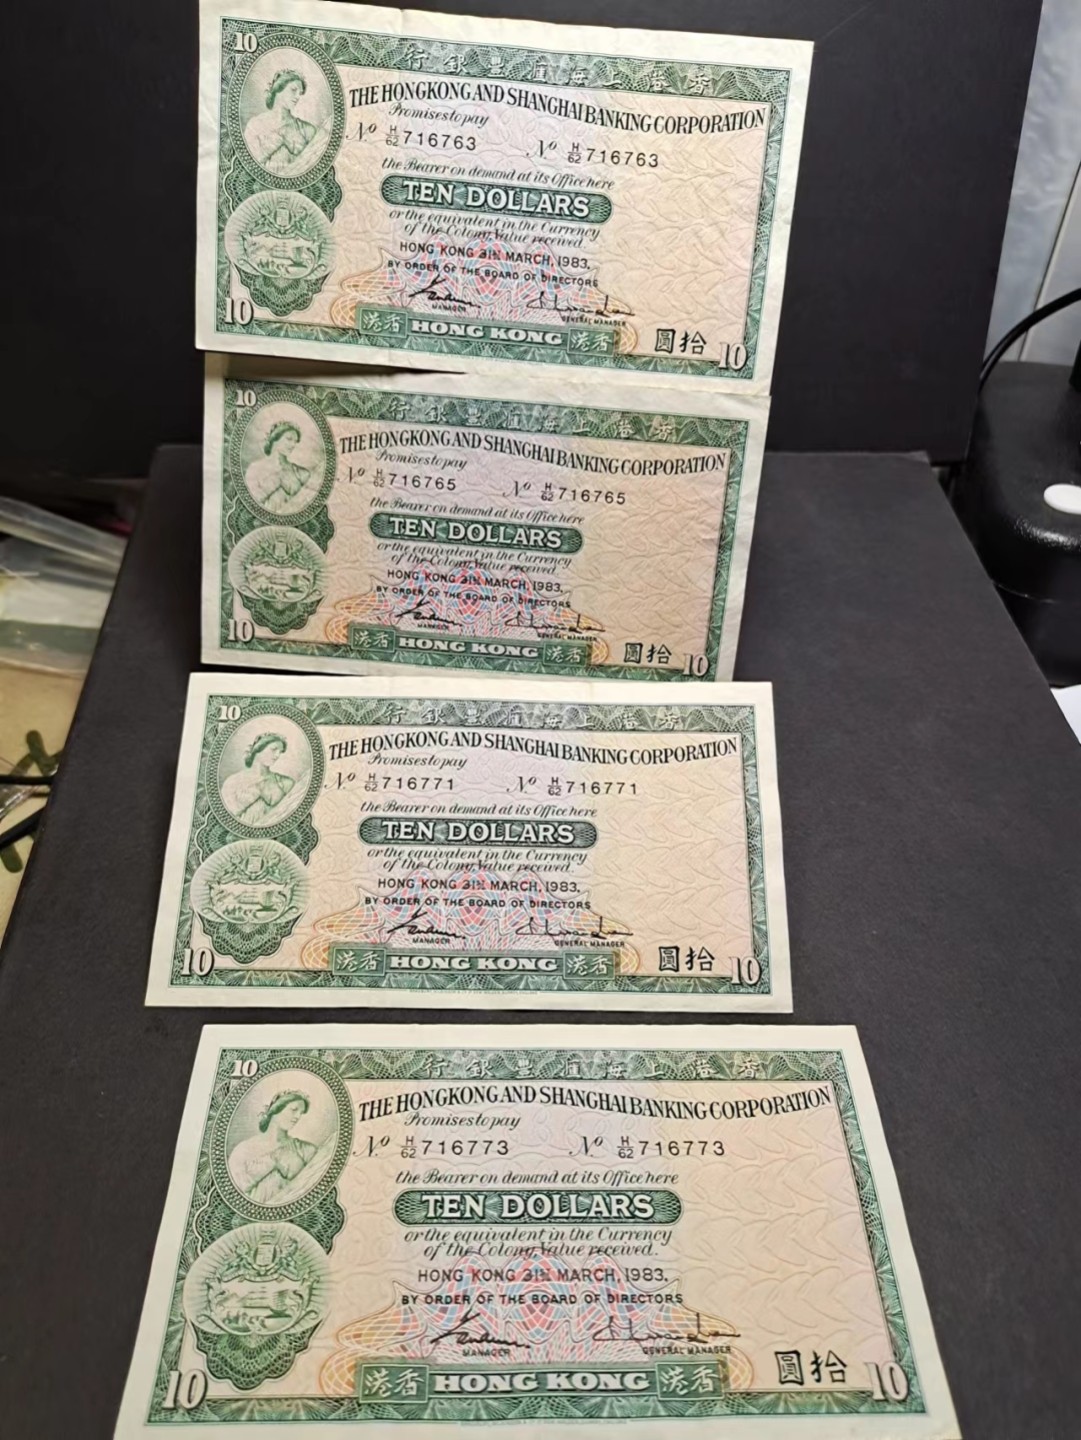 10
行銀豐滙海上港香
THE HONGKONG AND SHANGHAI BANKING CORPORATION
Promises to pay
No H/62 716763 No H/62 716763
the Bearer on demand at its Office here
TEN DOLLARS
or the equivalent in the Currency
of the Colony, Value received.
HONG KONG 31ST MARCH, 1983.
BY ORDER OF THE BOARD OF DIRECTORS
MANAGER GENERAL MANAGER
10 港香 HONG KONG 港香 圓拾 10
10
行銀豐滙海上港香
THE HONGKONG AND SHANGHAI BANKING CORPORATION
Promises to pay
No H/62 716765 No H/62 716765
the Bearer on demand at its Office here
TEN DOLLARS
or the equivalent in the Currency
of the Colony, Value received.
HONG KONG 31ST MARCH, 1983.
BY ORDER OF THE BOARD OF DIRECTORS
MANAGER GENERAL MANAGER
10 港香 HONG KONG 港香 圓拾 10
10
行銀豐滙海上港香
THE HONGKONG AND SHANGHAI BANKING CORPORATION
Promises to pay
No H/62 716771 No H/62 716771
the Bearer on demand at its Office here
TEN DOLLARS
or the equivalent in the Currency
of the Colony, Value received.
HONG KONG 31ST MARCH, 1983.
BY ORDER OF THE BOARD OF DIRECTORS
MANAGER GENERAL MANAGER
10 港香 HONG KONG 港香 圓拾 10
10
行銀豐滙海上港香
THE HONGKONG AND SHANGHAI BANKING CORPORATION
Promises to pay
No H/62 716773 No H/62 716773
the Bearer on demand at its Office here
TEN DOLLARS
or the equivalent in the Currency
of the Colony, Value received.
HONG KONG 31ST MARCH, 1983.
BY ORDER OF THE BOARD OF DIRECTORS
MANAGER GENERAL MANAGER
10 港香 HONG KONG 港香 圓拾 10